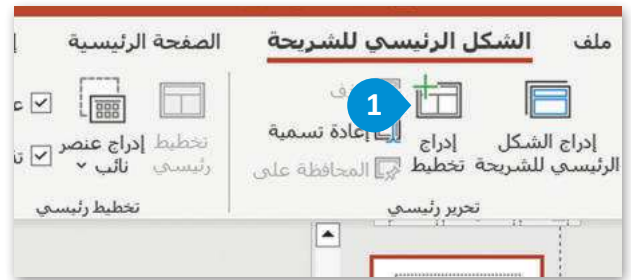 ملف الشكل الرئيسي للشريحة الصفحة الرئيسية
إدراج الشكل الرئيسي للشريحة
إدراج تخطيط
1
إعادة تسمية
المحافظة على
تحرير رئيسي
تخطيط رئيسي
إدراج عنصر نائب
تخطيط رئيسي